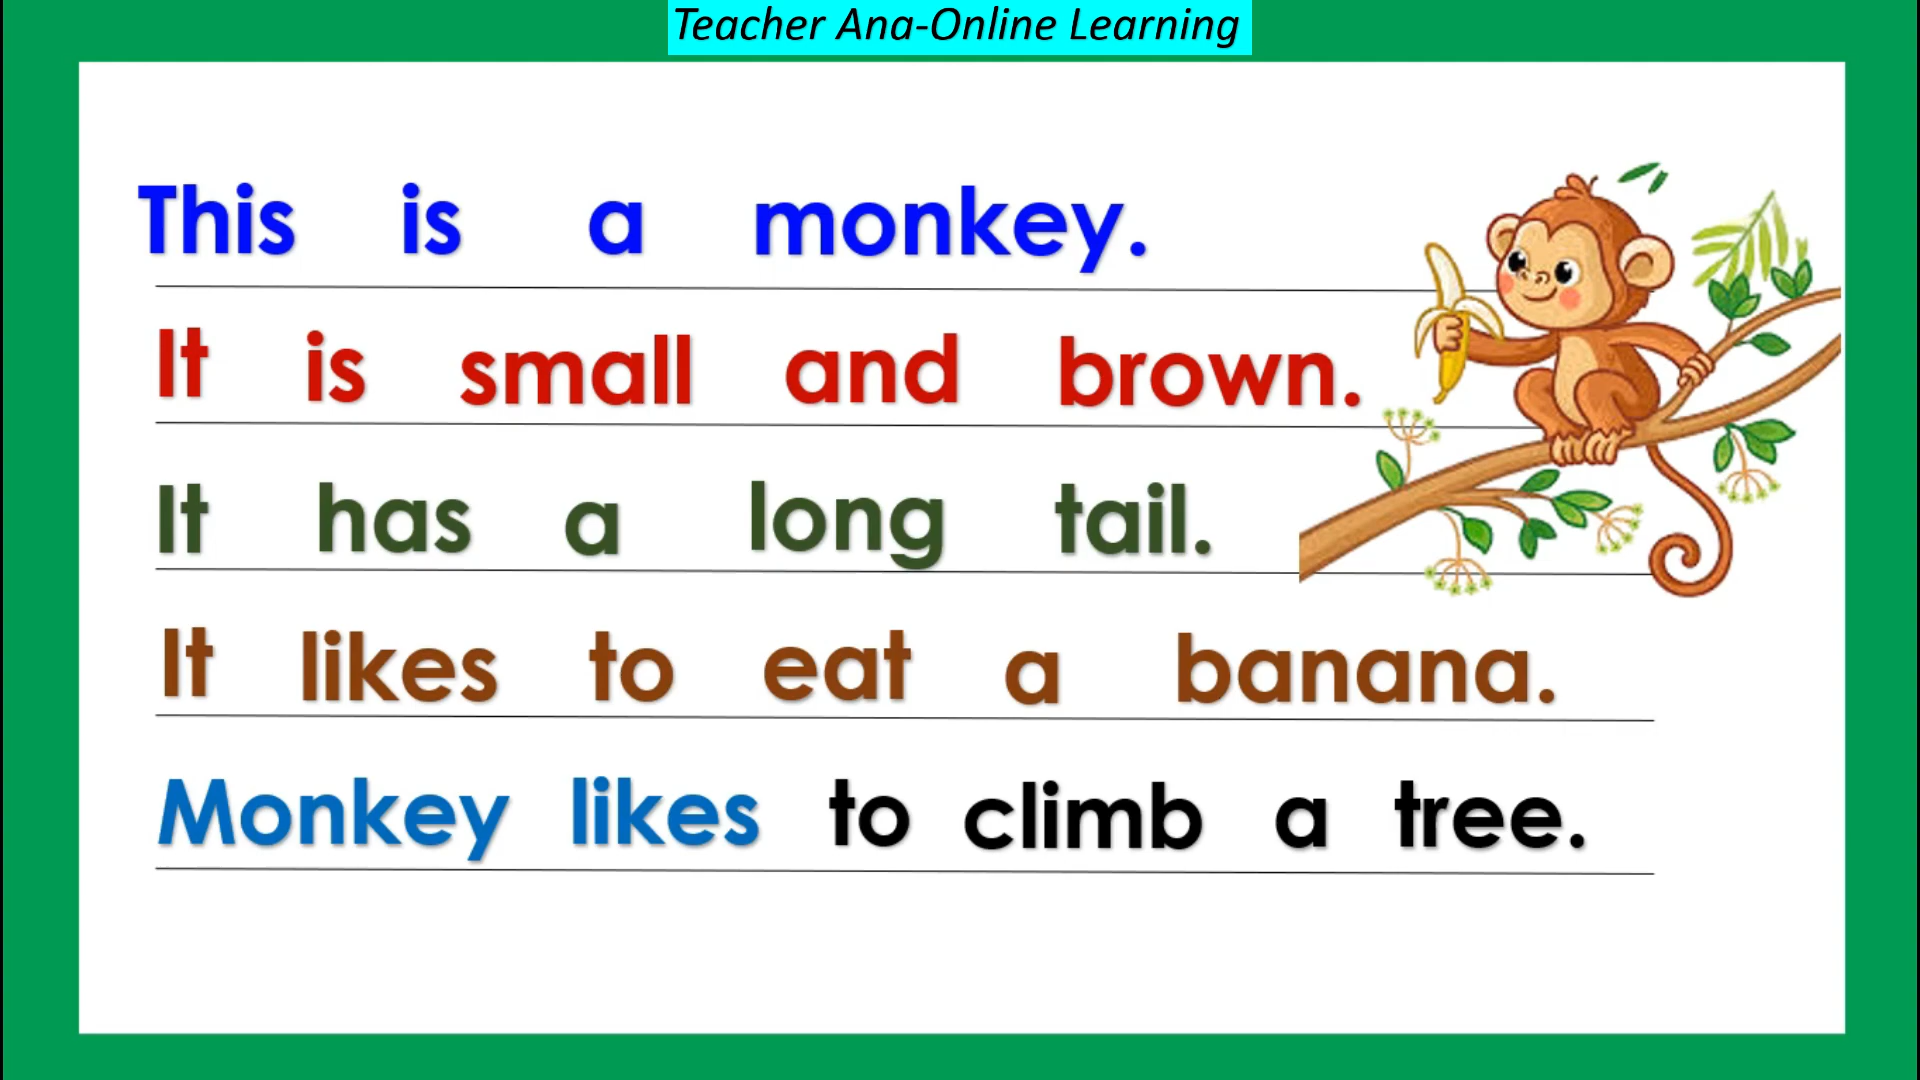 Teacher Ana-Online Learning
This is a monkey.
It is small and brown.
It has a long tail.
It likes to eat a banana.
Monkey likes to climb a tree.